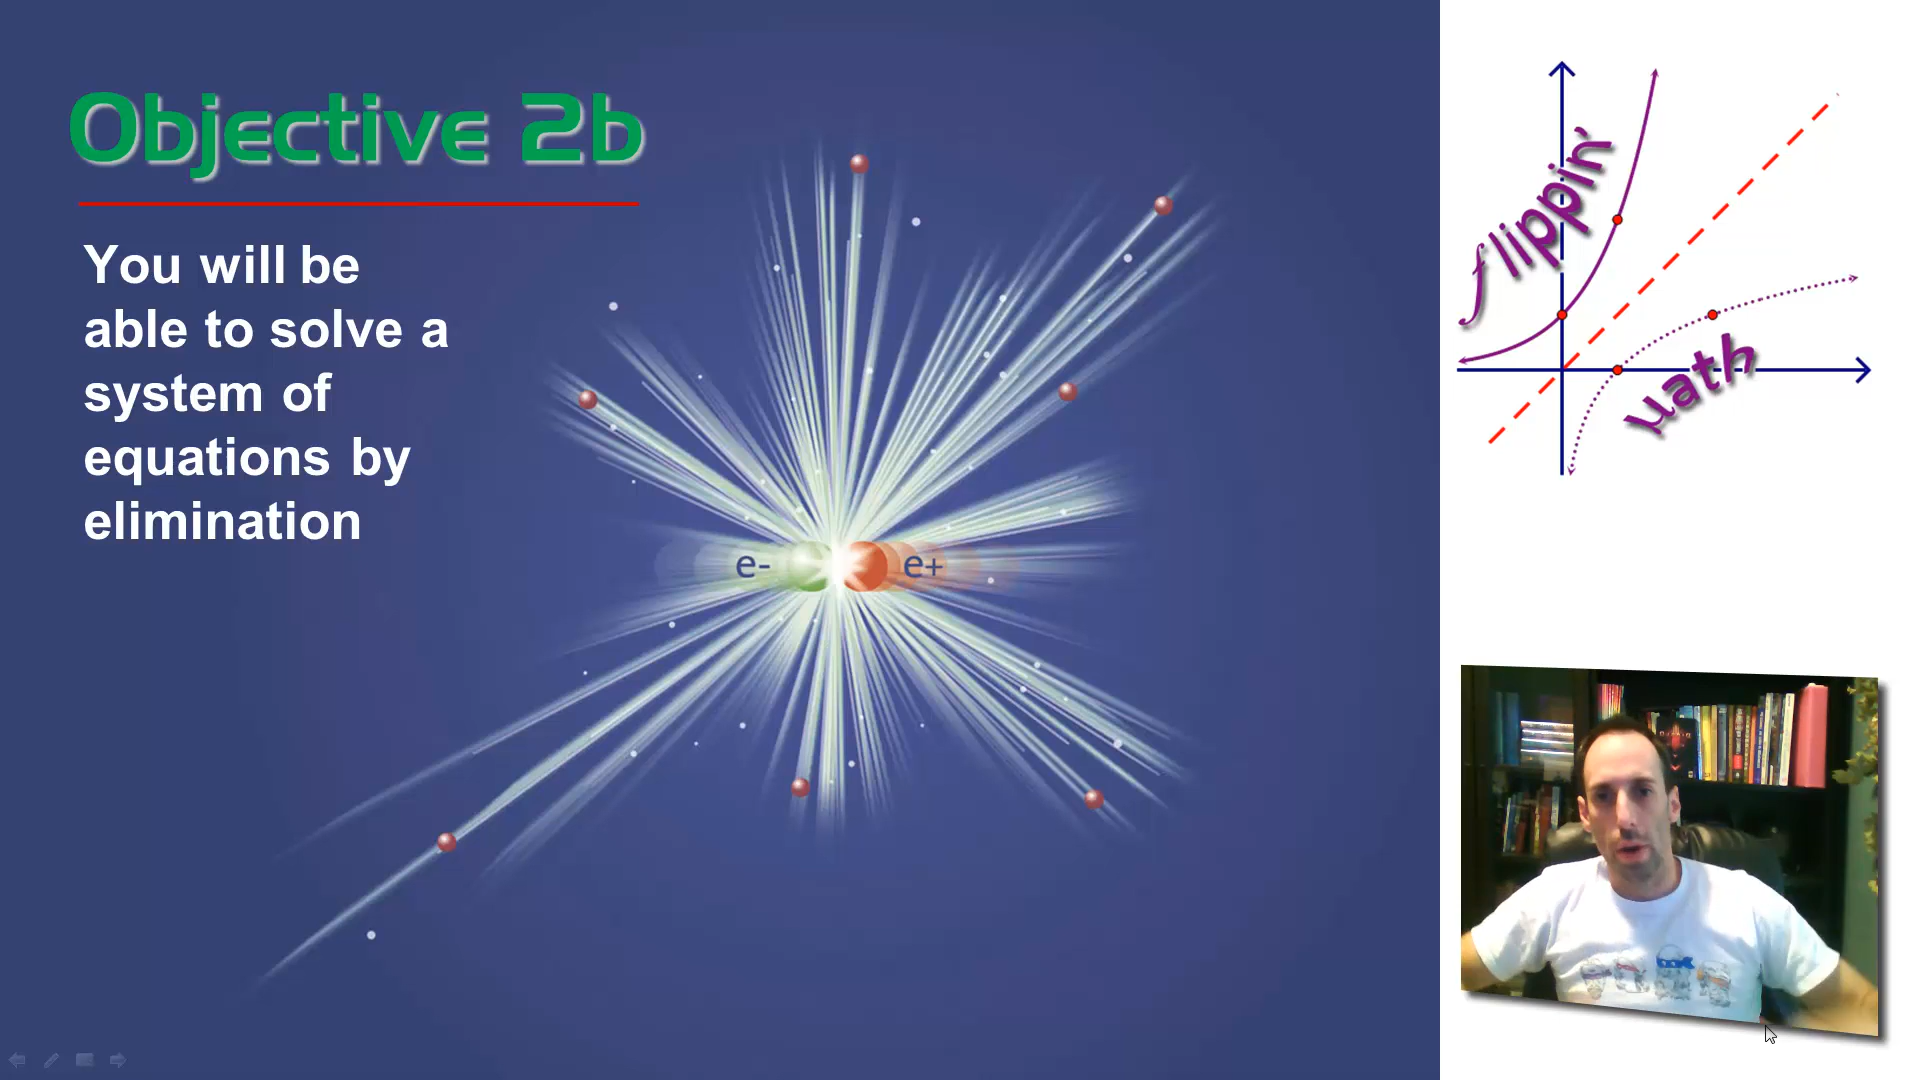 Objective 2b
You will be
able to solve a
system of
equations by
elimination
e-
e+
flippin'
math